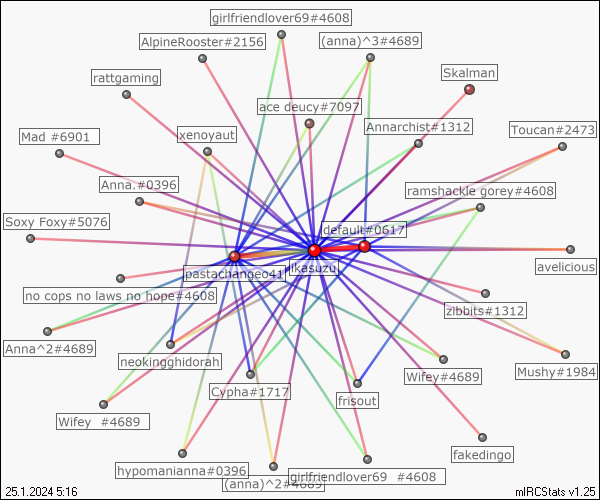 girlfriendlover69#4608
AlpineRooster#2156
(anna)^3#4689
rattgaming
Skalman
ace deucy#7097
Mad #6901
xenoyaut
Annarchist#1312
Toucan#2473
Anna.#0396
ramshackle gorey#4608
Soxy Foxy#5076
default#0617
pastachangeo41
ikasuzu
avelicious
no cops no laws no hope#4608
zibbits#1312
Anna^2#4689
neokingghidorah
Wifey#4689
Mushy#1984
Cypha#1717
frisout
Wifey  #4689
fakedingo
hypomanianna#0396
(anna)^2#4689
girlfriendlover69  #4608
25.1.2024 5:16
mIRCStats v1.25